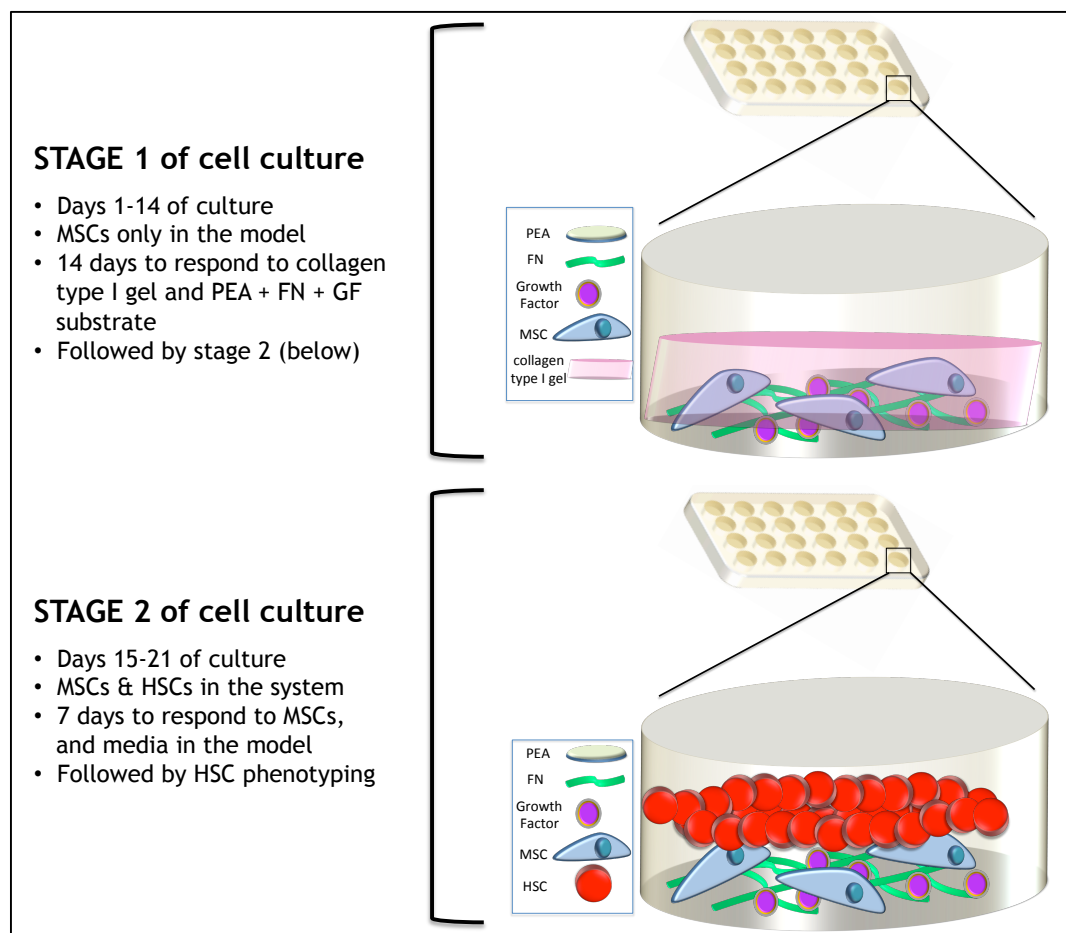 STAGE 1 of cell culture
• Days 1-14 of culture
• MSCs only in the model
• 14 days to respond to collagen
type I gel and PEA + FN + GF
substrate
• Followed by stage 2 (below)
PEA
FN
Growth
Factor
MSC
collagen
type I gel
STAGE 2 of cell culture
• Days 15-21 of culture
• MSCs & HSCs in the system
• 7 days to respond to MSCs,
and media in the model
• Followed by HSC phenotyping
PEA
FN
Growth
Factor
MSC
HSC